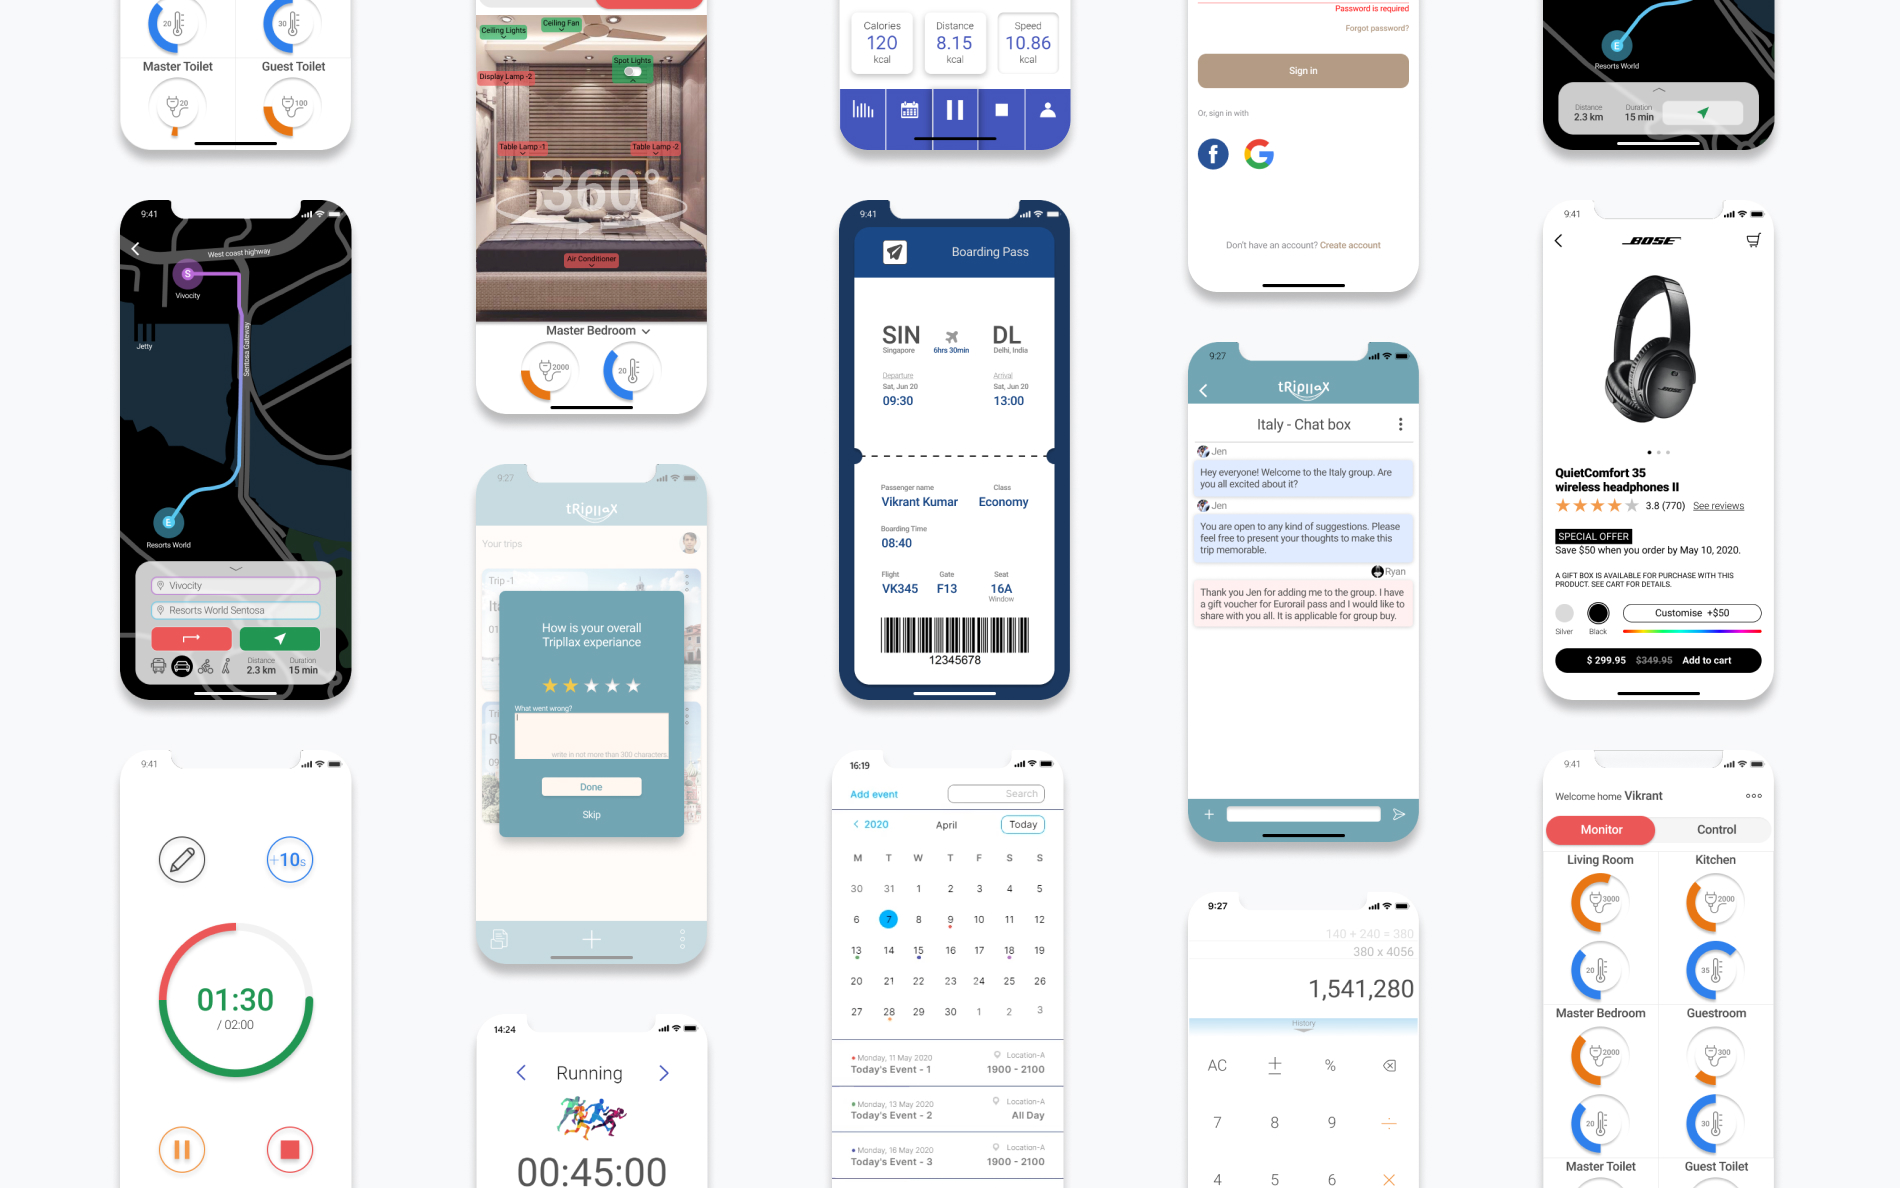 20
30
Master Toilet
Guest Toilet
20
100
9:41
West coast highway
S
Vivocity
Sentosa Gateway
Jetty
E
Resorts World
Vivocity
Resorts World Sentosa
Distance
Duration
2.3 km
15 min
9:41
+10s
01:30
/ 02:00
Ceiling Lights
Ceiling Fan
Spot Lights
Display Lamp -2
Table Lamp -1
Table Lamp -2
360°
Air Conditioner
Master Bedroom
2000
20
9:27
tRipllaX
Your trips
Trip -1
How is your overall
Tripllax experiance
What went wrong?
write in not more than 300 characters
Done
Skip
14:24
Running
00:45:00
Calories
120
kcal
Distance
8.15
kcal
Speed
10.86
kcal
9:41
Boarding Pass
SIN
DL
Singapore
6hrs 30min
Delhi, India
Departure
Arrival
Sat, Jun 20
Sat, Jun 20
09:30
13:00
Passenger name
Class
Vikrant Kumar
Economy
Boarding Time
08:40
Flight
Gate
Seat
VK345
F13
16A
Window
12345678
16:19
Add event
Search
< 2020
April
Today
M T W T F S S
30 31 1 2 3 4 5
6 7 8 9 10 11 12
13 14 15 16 17 18 19
20 21 22 23 24 25 26
27 28 29 30 1 2 3
Monday, 11 May 2020
Location-A
Today's Event - 1
1900 - 2100
Monday, 13 May 2020
Location-A
Today's Event - 2
All Day
Monday, 16 May 2020
Location-A
Today's Event - 3
1900 - 2100
Password is required
Forgot password?
Sign in
Or, sign in with
Don't have an account? Create account
9:27
tRipllaX
Italy - Chat box
Jen
Hey everyone! Welcome to the Italy group. Are
you all excited about it?
Jen
You are open to any kind of suggestions. Please
feel free to present your thoughts to make this
trip memorable.
Ryan
Thank you Jen for adding me to the group. I have
a gift voucher for Eurorail pass and I would like to
share with you all. It is applicable for group buy.
9:27
140 + 240 = 380
380 x 4056
1,541,280
History
AC ± %
7 8 9 ÷
4 5 6 ×
E
Resorts World
Distance
Duration
2.3 km
15 min
9:41
BOSE
QuietComfort 35
wireless headphones II
3.8 (770) See reviews
SPECIAL OFFER
Save $50 when you order by May 10, 2020.
A GIFT BOX IS AVAILABLE FOR PURCHASE WITH THIS
PRODUCT. SEE CART FOR DETAILS.
Customise +$50
Silver
Black
$ 299.95 $349.95 Add to cart
9:41
Welcome home Vikrant
Monitor
Control
Living Room
Kitchen
3000
2000
20
35
Master Bedroom
Guestroom
2000
300
20
30
Master Toilet
Guest Toilet